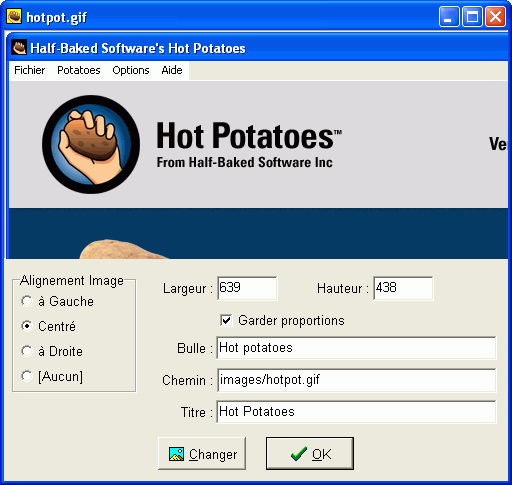 hotpot.gif
Half-Baked Software's Hot Potatoes
Fichier Potatoes Options Aide
Hot Potatoes™
From Half-Baked Software Inc
Ve
Alignement Image
à Gauche
Centré
à Droite
[Aucun]
Largeur : 639 Hauteur : 438
Garder proportions
Bulle : Hot potatoes
Chemin : images/hotpot.gif
Titre : Hot Potatoes
Changer OK